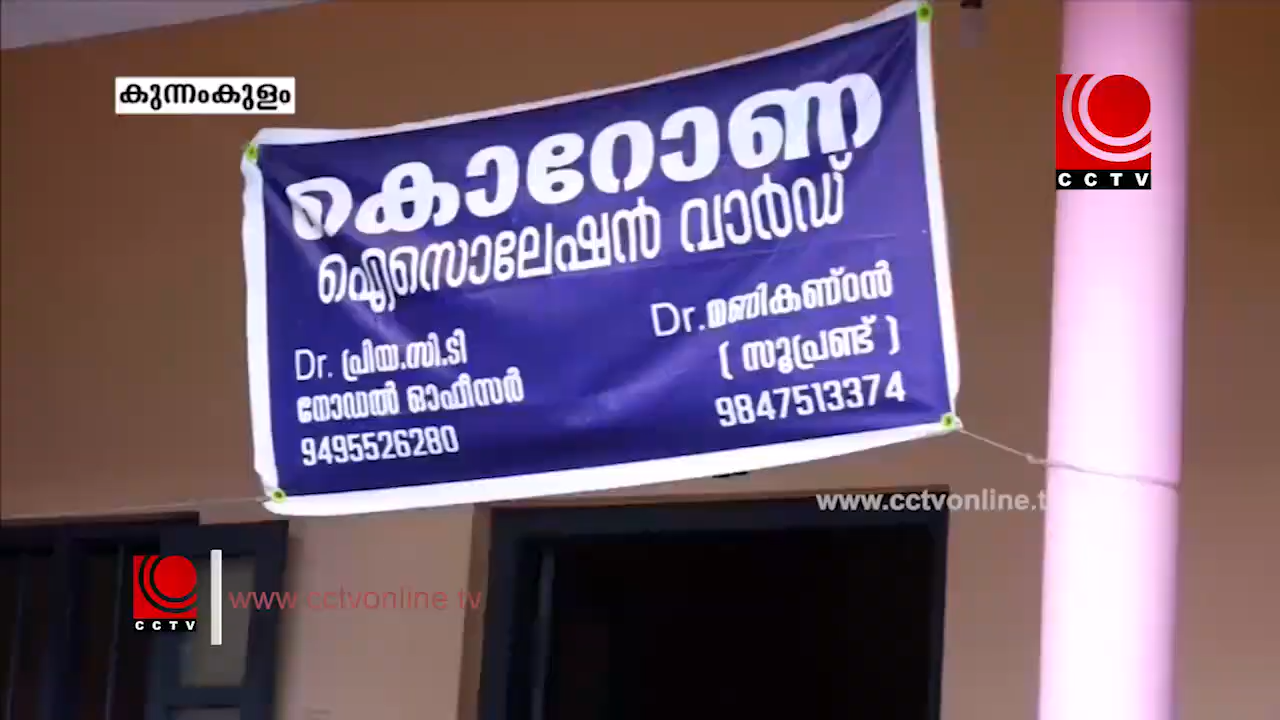 കുന്നംകുളം
CCTV
കൊറോണ
ഐസൊലേഷൻ വാർഡ്
Dr. പ്രിയ.സി.ടി
നോഡൽ ഓഫീസർ
9495526280
Dr.മണികണ്ഠൻ
( സൂപ്രണ്ട് )
9847513374
www.cctvonline.t
CCTV
www.cctvonline.tv